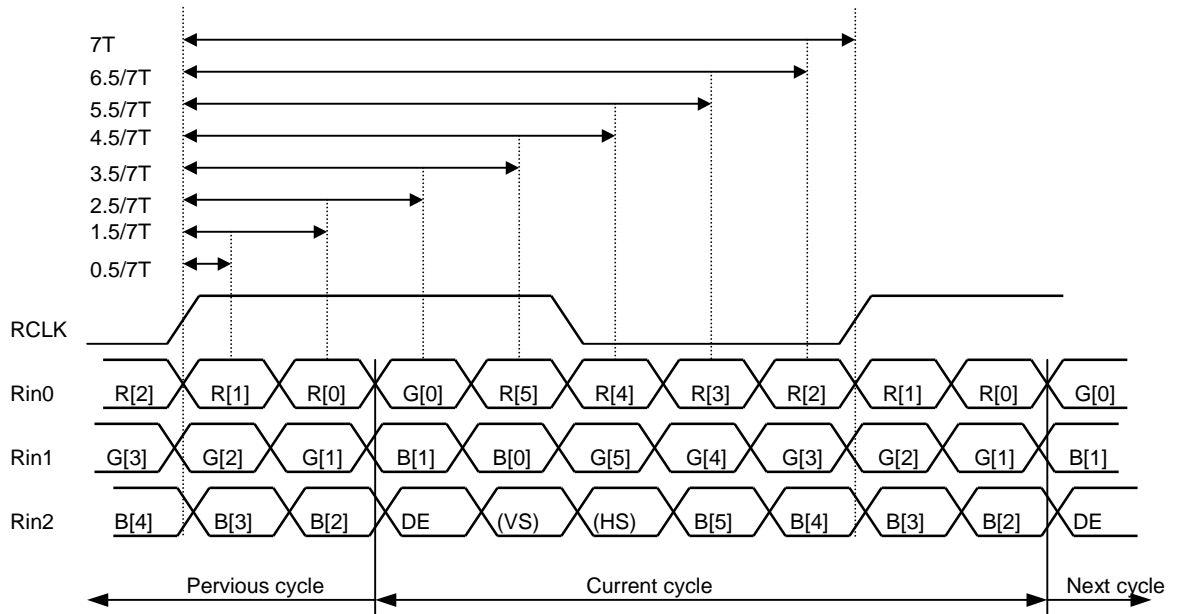 7T
6.5/7T
5.5/7T
4.5/7T
3.5/7T
2.5/7T
1.5/7T
0.5/7T
RCLK
Rin0 R[2] R[1] R[0] G[0] R[5] R[4] R[3] R[2] R[1] R[0] G[0]
Rin1 G[3] G[2] G[1] B[1] B[0] G[5] G[4] G[3] G[2] G[1] B[1]
Rin2 B[4] B[3] B[2] DE (VS) (HS) B[5] B[4] B[3] B[2] DE
Pervious cycle Current cycle Next cycle